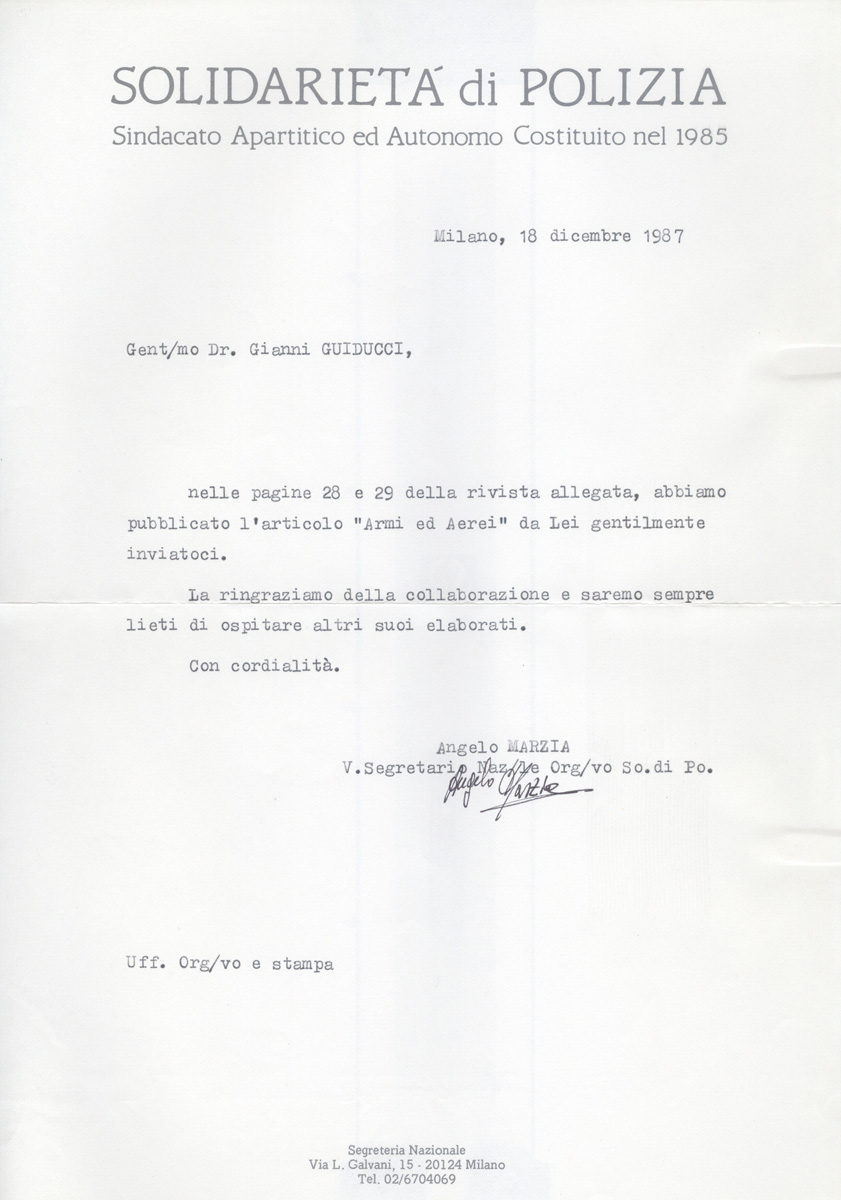 SOLIDARIETÁ di POLIZIA
Sindacato Apartitico ed Autonomo Costituito nel 1985
Milano, 18 dicembre 1987
Gent/mo Dr. Gianni GUIDUCCI,
nelle pagine 28 e 29 della rivista allegata, abbiamo
pubblicato l'articolo "Armi ed Aerei" da Lei gentilmente
inviatoci.
La ringraziamo della collaborazione e saremo sempre
lieti di ospitare altri suoi elaborati.
Con cordialità.
Angelo MARZIA
V.Segretario Naz/le Org/vo So.di Po.
Angelo Marzia
Uff. Org/vo e stampa
Segreteria Nazionale
Via L. Galvani, 15 - 20124 Milano
Tel. 02/6704069